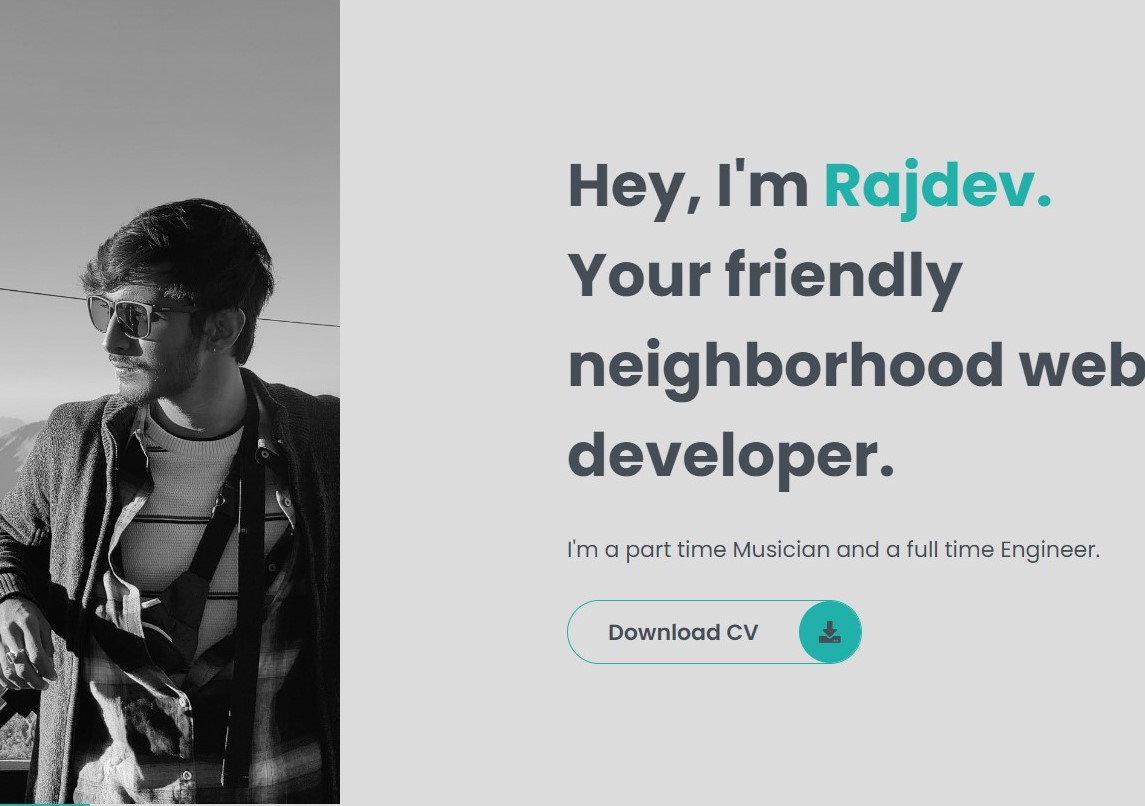 Hey, I'm Rajdev.
Your friendly
neighborhood web
developer.
I'm a part time Musician and a full time Engineer.
Download CV